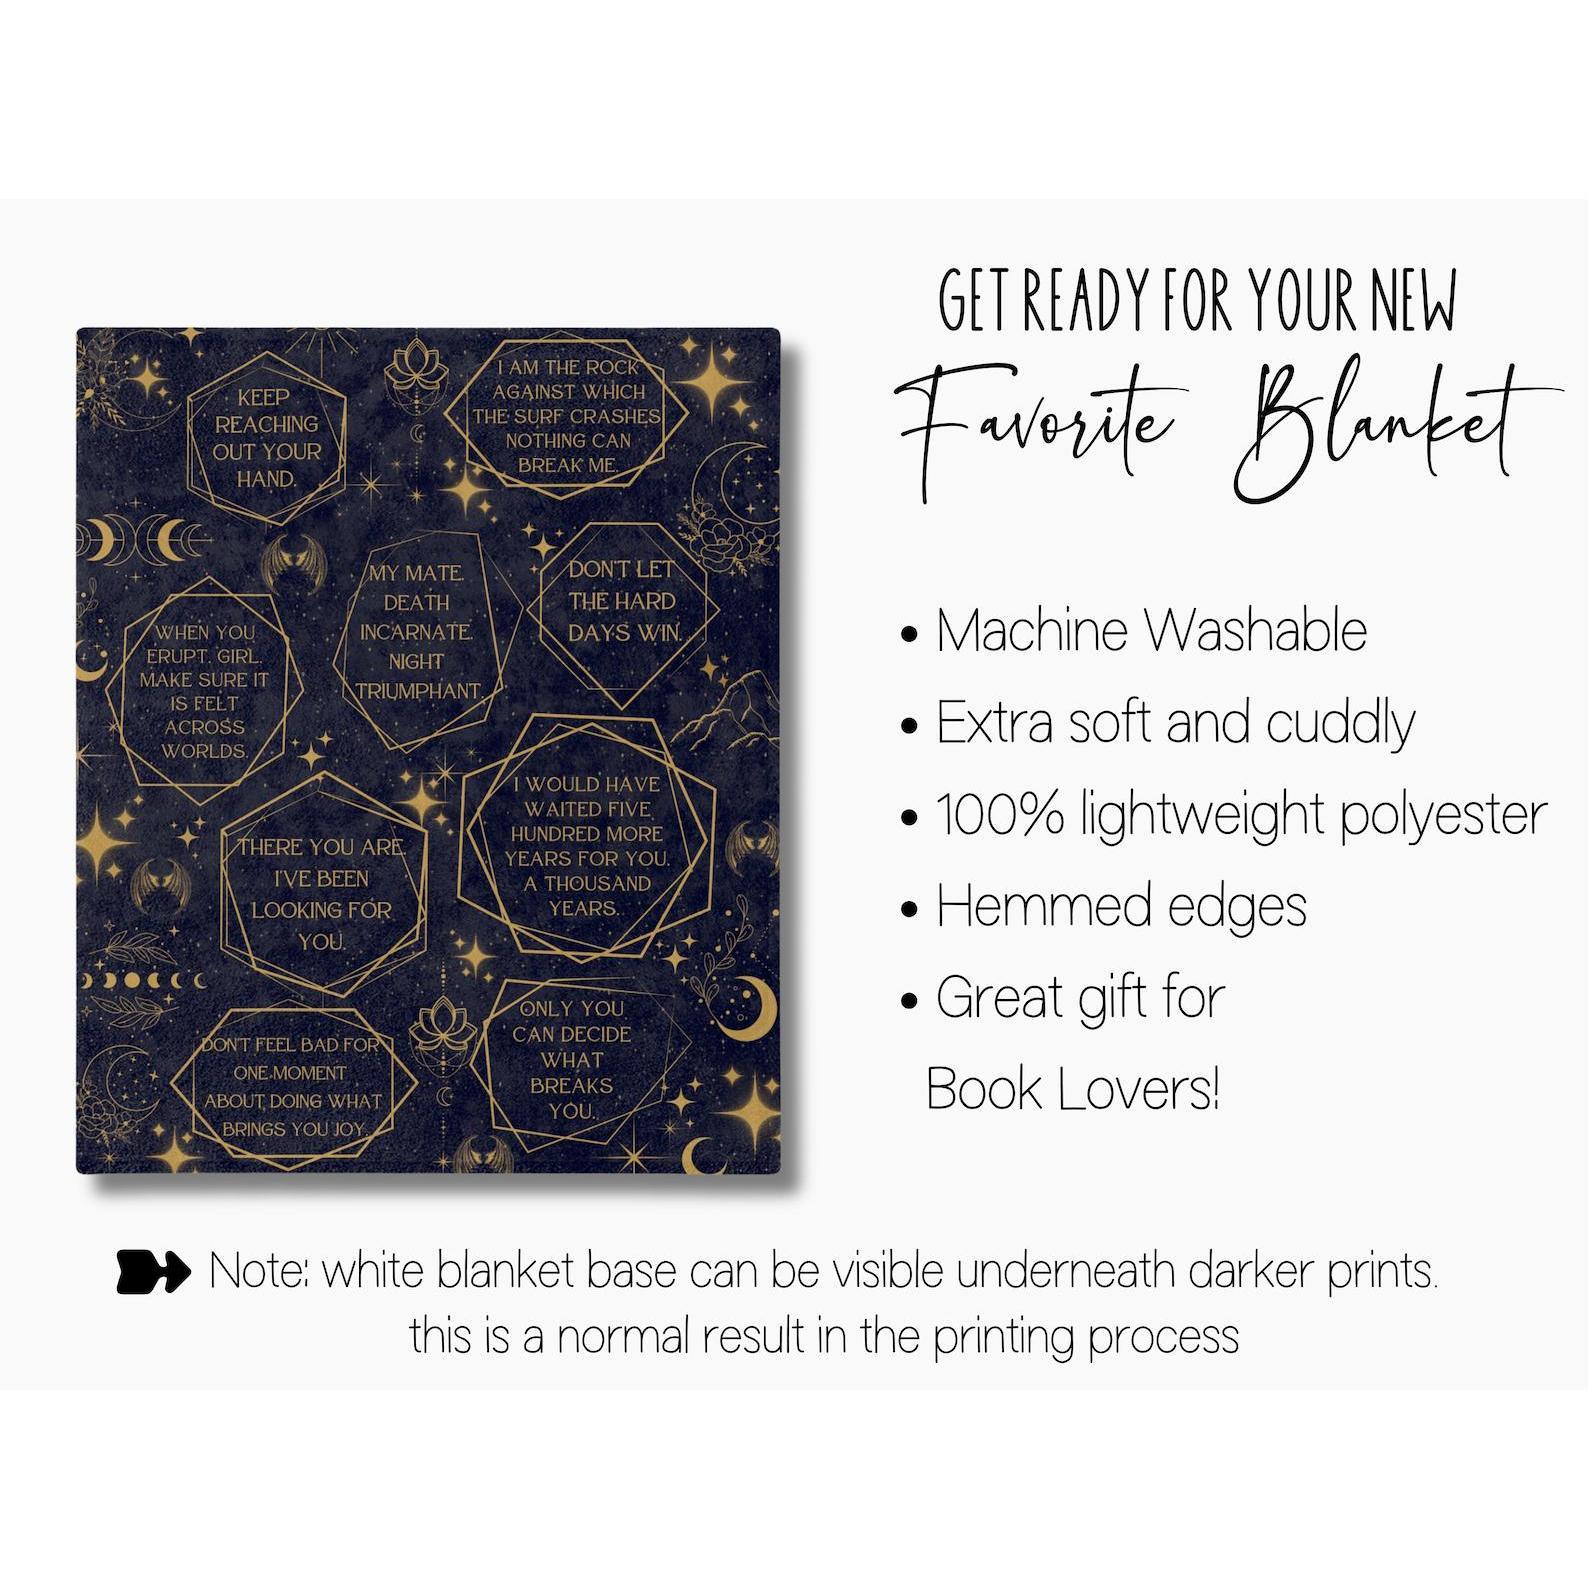 GET READY FOR YOUR NEW
Favorite Blanket
KEEP
REACHING
OUT YOUR
HAND.
I AM THE ROCK
AGAINST WHICH
THE SURF CRASHES
NOTHING CAN
BREAK ME.
MY MATE.
DEATH
INCARNATE.
NIGHT
TRIUMPHANT.
DON'T LET
THE HARD
DAYS WIN.
WHEN YOU
ERUPT, GIRL.
MAKE SURE IT
IS FELT
ACROSS
WORLDS.
I WOULD HAVE
WAITED FIVE
HUNDRED MORE
YEARS FOR YOU.
A THOUSAND
YEARS.
THERE YOU ARE.
I'VE BEEN
LOOKING FOR
YOU.
ONLY YOU
CAN DECIDE
WHAT
BREAKS
YOU.
DON'T FEEL BAD FOR
ONE MOMENT
ABOUT DOING WHAT
BRINGS YOU JOY.
• Machine Washable
• Extra soft and cuddly
• 100% lightweight polyester
• Hemmed edges
• Great gift for
Book Lovers!
Note: white blanket base can be visible underneath darker prints.
this is a normal result in the printing process